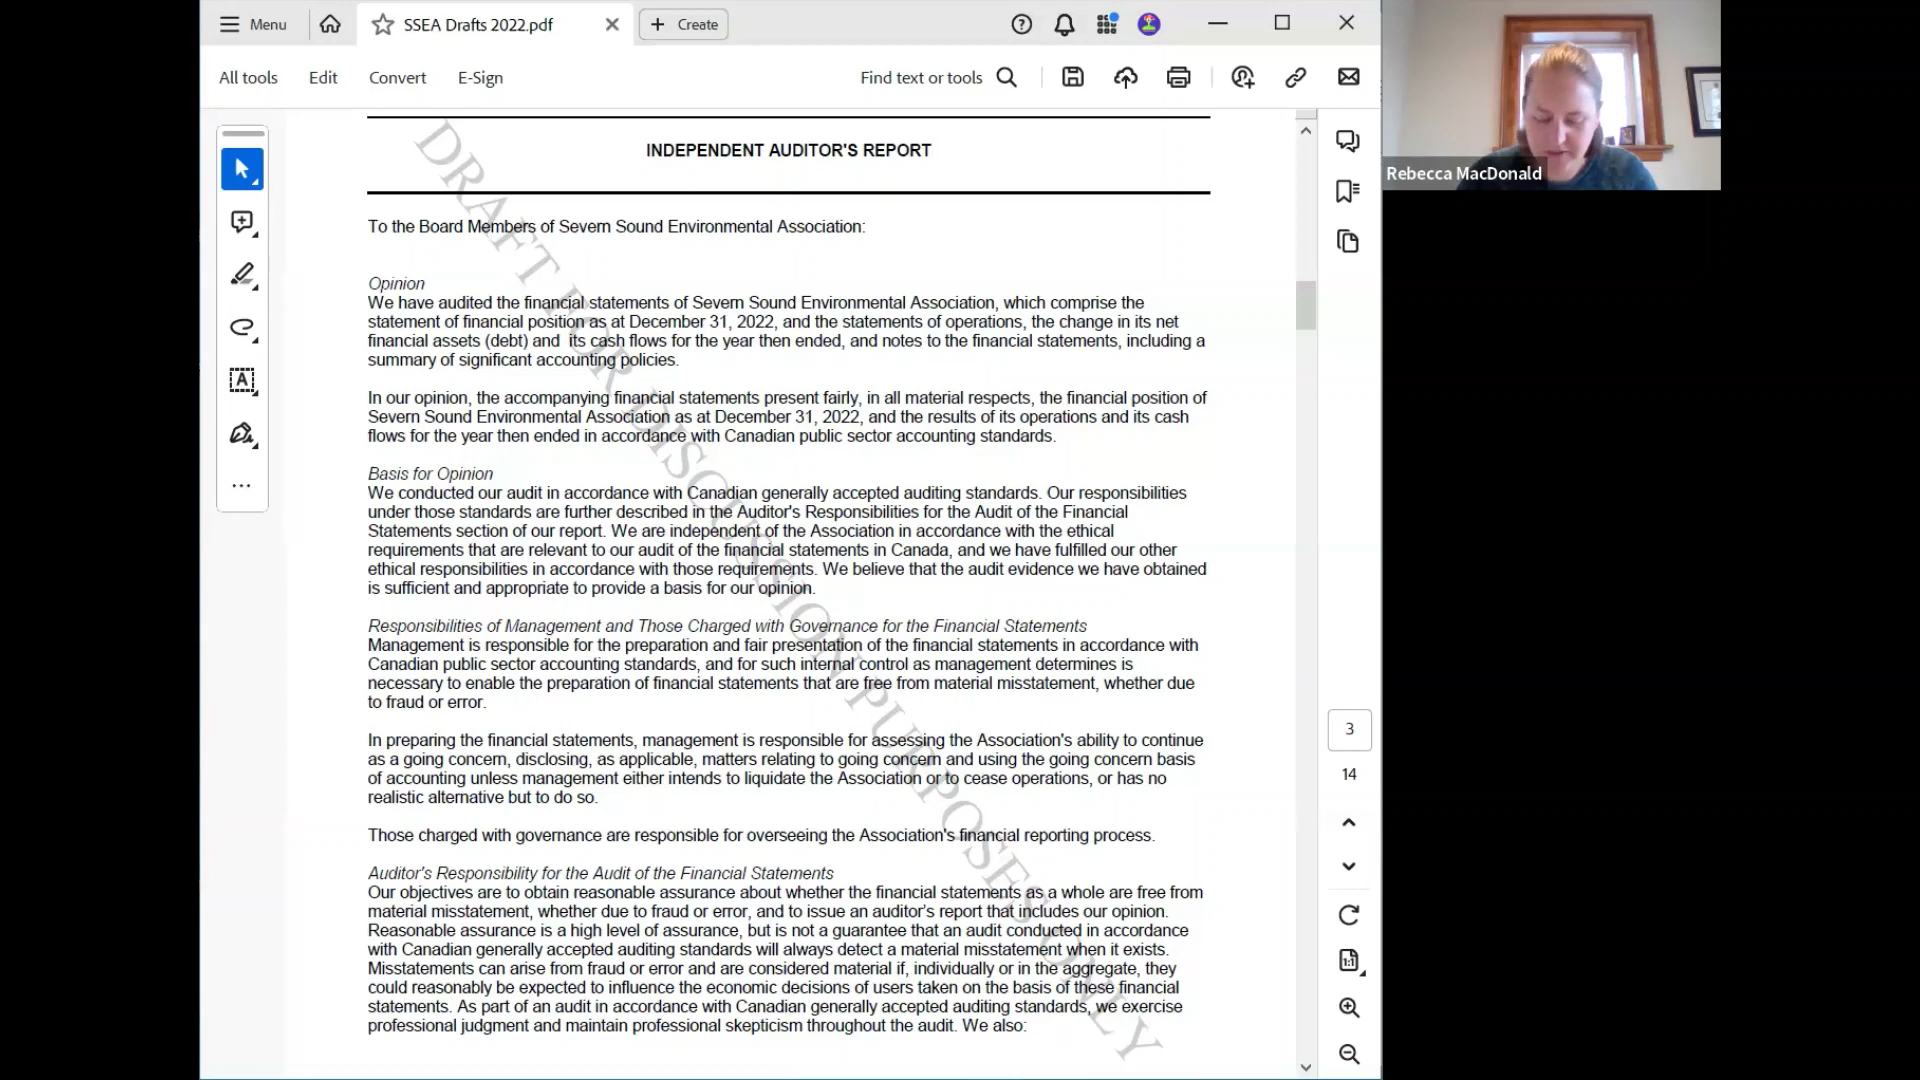 Menu
SSEA Drafts 2022.pdf
Create
All tools
Edit
Convert
E-Sign
Find text or tools
Rebecca MacDonald
DRAFT FOR DISCUSSION PURPOSES ONLY
INDEPENDENT AUDITOR'S REPORT
To the Board Members of Severn Sound Environmental Association:
Opinion
We have audited the financial statements of Severn Sound Environmental Association, which comprise the
statement of financial position as at December 31, 2022, and the statements of operations, the change in its net
financial assets (debt) and its cash flows for the year then ended, and notes to the financial statements, including a
summary of significant accounting policies.
In our opinion, the accompanying financial statements present fairly, in all material respects, the financial position of
Severn Sound Environmental Association as at December 31, 2022, and the results of its operations and its cash
flows for the year then ended in accordance with Canadian public sector accounting standards.
Basis for Opinion
We conducted our audit in accordance with Canadian generally accepted auditing standards. Our responsibilities
under those standards are further described in the Auditor's Responsibilities for the Audit of the Financial
Statements section of our report. We are independent of the Association in accordance with the ethical
requirements that are relevant to our audit of the financial statements in Canada, and we have fulfilled our other
ethical responsibilities in accordance with those requirements. We believe that the audit evidence we have obtained
is sufficient and appropriate to provide a basis for our opinion.
Responsibilities of Management and Those Charged with Governance for the Financial Statements
Management is responsible for the preparation and fair presentation of the financial statements in accordance with
Canadian public sector accounting standards, and for such internal control as management determines is
necessary to enable the preparation of financial statements that are free from material misstatement, whether due
to fraud or error.
In preparing the financial statements, management is responsible for assessing the Association's ability to continue
as a going concern, disclosing, as applicable, matters relating to going concern and using the going concern basis
of accounting unless management either intends to liquidate the Association or to cease operations, or has no
realistic alternative but to do so.
Those charged with governance are responsible for overseeing the Association's financial reporting process.
Auditor's Responsibility for the Audit of the Financial Statements
Our objectives are to obtain reasonable assurance about whether the financial statements as a whole are free from
material misstatement, whether due to fraud or error, and to issue an auditor's report that includes our opinion.
Reasonable assurance is a high level of assurance, but is not a guarantee that an audit conducted in accordance
with Canadian generally accepted auditing standards will always detect a material misstatement when it exists.
Misstatements can arise from fraud or error and are considered material if, individually or in the aggregate, they
could reasonably be expected to influence the economic decisions of users taken on the basis of these financial
statements. As part of an audit in accordance with Canadian generally accepted auditing standards, we exercise
professional judgment and maintain professional skepticism throughout the audit. We also:
3
14
1:1